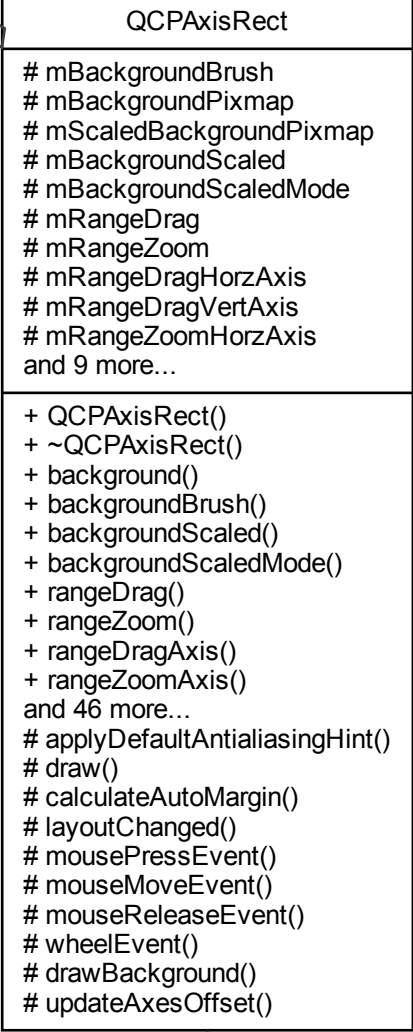 QCPAxisRect
# mBackgroundBrush
# mBackgroundPixmap
# mScaledBackgroundPixmap
# mBackgroundScaled
# mBackgroundScaledMode
# mRangeDrag
# mRangeZoom
# mRangeDragHorzAxis
# mRangeDragVertAxis
# mRangeZoomHorzAxis
and 9 more...
+ QCPAxisRect()
+ ~QCPAxisRect()
+ background()
+ backgroundBrush()
+ backgroundScaled()
+ backgroundScaledMode()
+ rangeDrag()
+ rangeZoom()
+ rangeDragAxis()
+ rangeZoomAxis()
and 46 more...
# applyDefaultAntialiasingHint()
# draw()
# calculateAutoMargin()
# layoutChanged()
# mousePressEvent()
# mouseMoveEvent()
# mouseReleaseEvent()
# wheelEvent()
# drawBackground()
# updateAxesOffset()